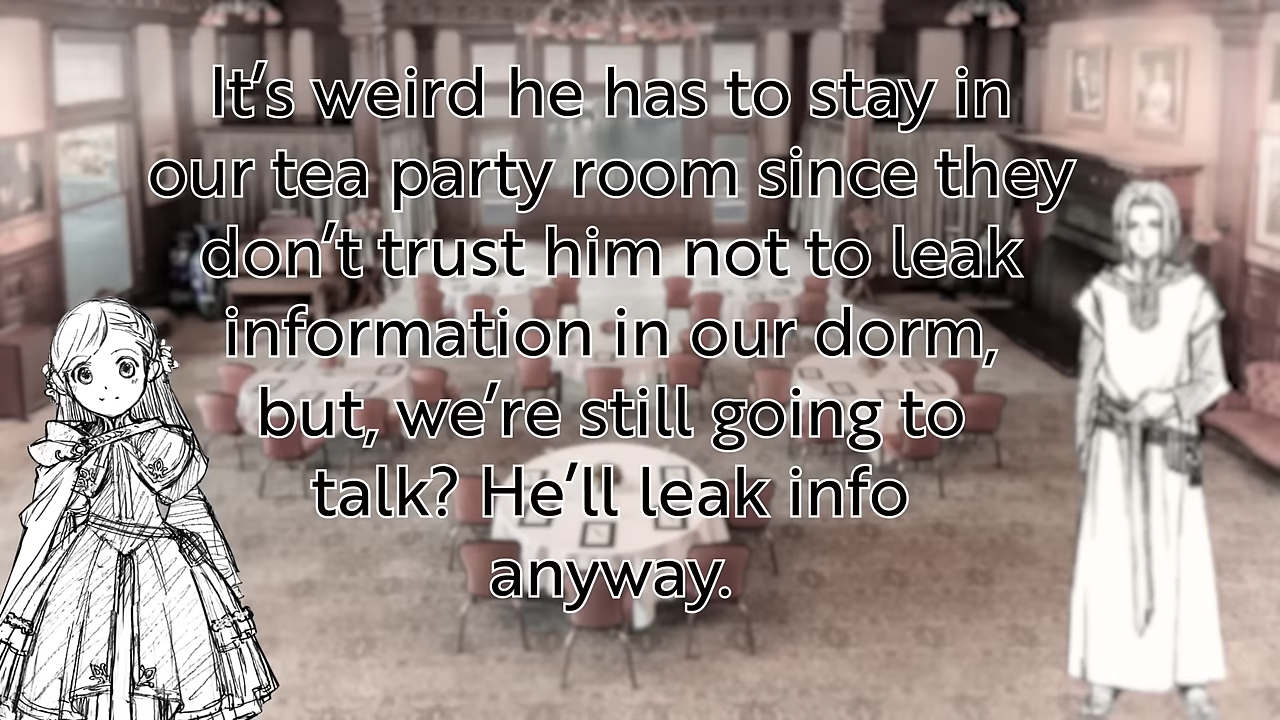 It’s weird he has to stay in
our tea party room since they
don’t trust him not to leak
information in our dorm,
but, we’re still going to
talk? He’ll leak info
anyway.